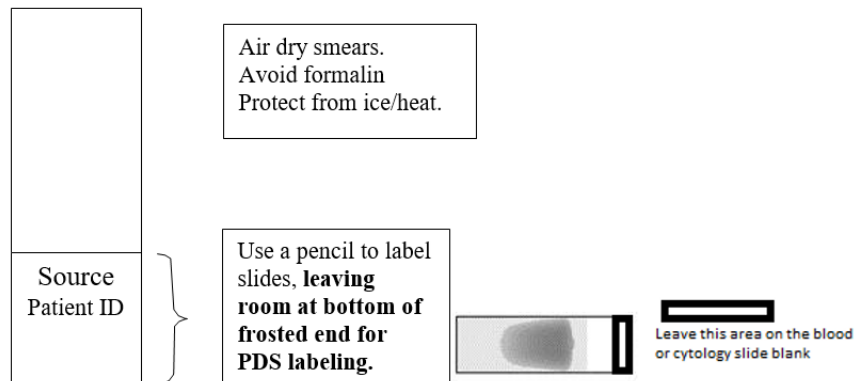 Air dry smears.
Avoid formalin
Protect from ice/heat.
Source
Patient ID
Use a pencil to label
slides, leaving
room at bottom of
frosted end for
PDS labeling.
Leave this area on the blood
or cytology slide blank